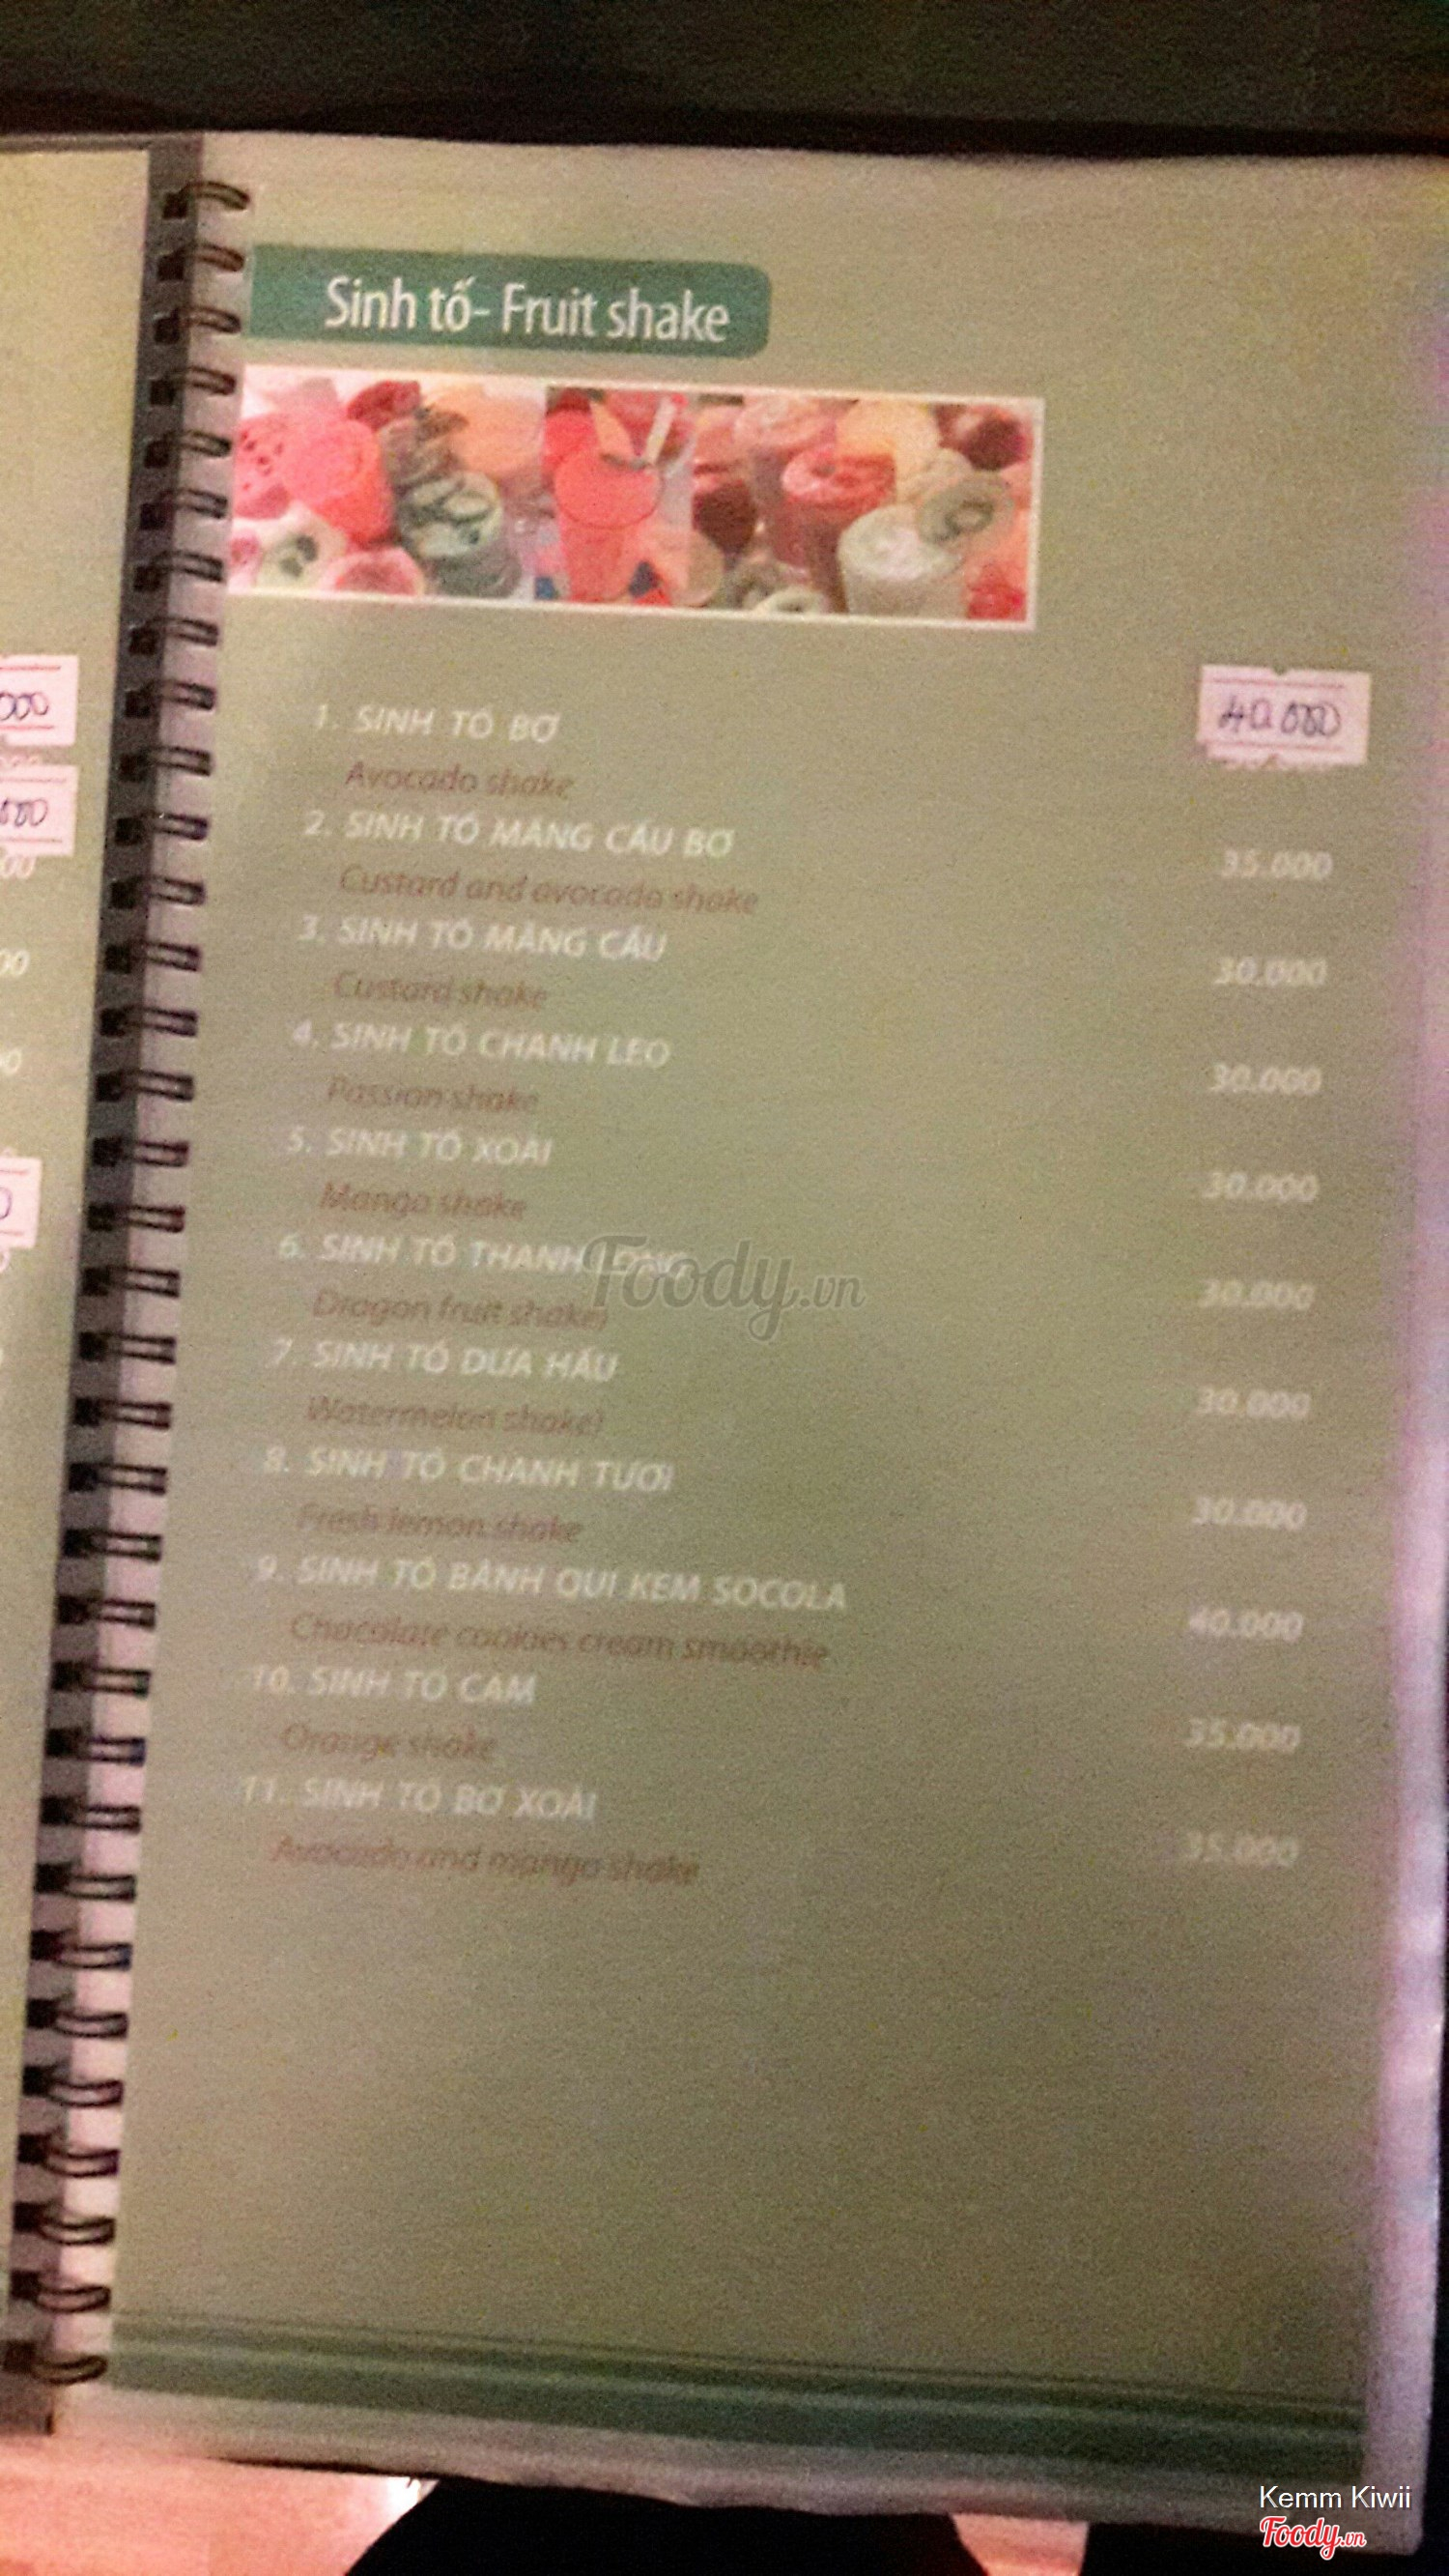 Sinh tố- Fruit shake
000
000
00
00
1. SINH TỐ BƠ 40.000
Avocado shake
2. SINH TỐ MÃNG CẦU BƠ 35.000
Custard and avocado shake
3. SINH TỐ MÃNG CẦU 30.000
Custard shake
4. SINH TỐ CHANH LEO 30.000
Passion shake
5. SINH TỐ XOÀI 30.000
Mango shake
6. SINH TỐ THANH LONG 30.000
Dragon fruit shake)
7. SINH TỐ DƯA HẤU 30.000
Watermelon shake)
8. SINH TỐ CHANH TƯƠI 30.000
Fresh lemon shake
9. SINH TỐ BÁNH QUI KEM SOCOLA 40.000
Chocolate cookies cream smoothie
10. SINH TỐ CAM 35.000
Orange shake
11. SINH TỐ BƠ XOÀI 35.000
Avocado and mango shake
Foody.vn
Kemm Kiwii
Foody.vn